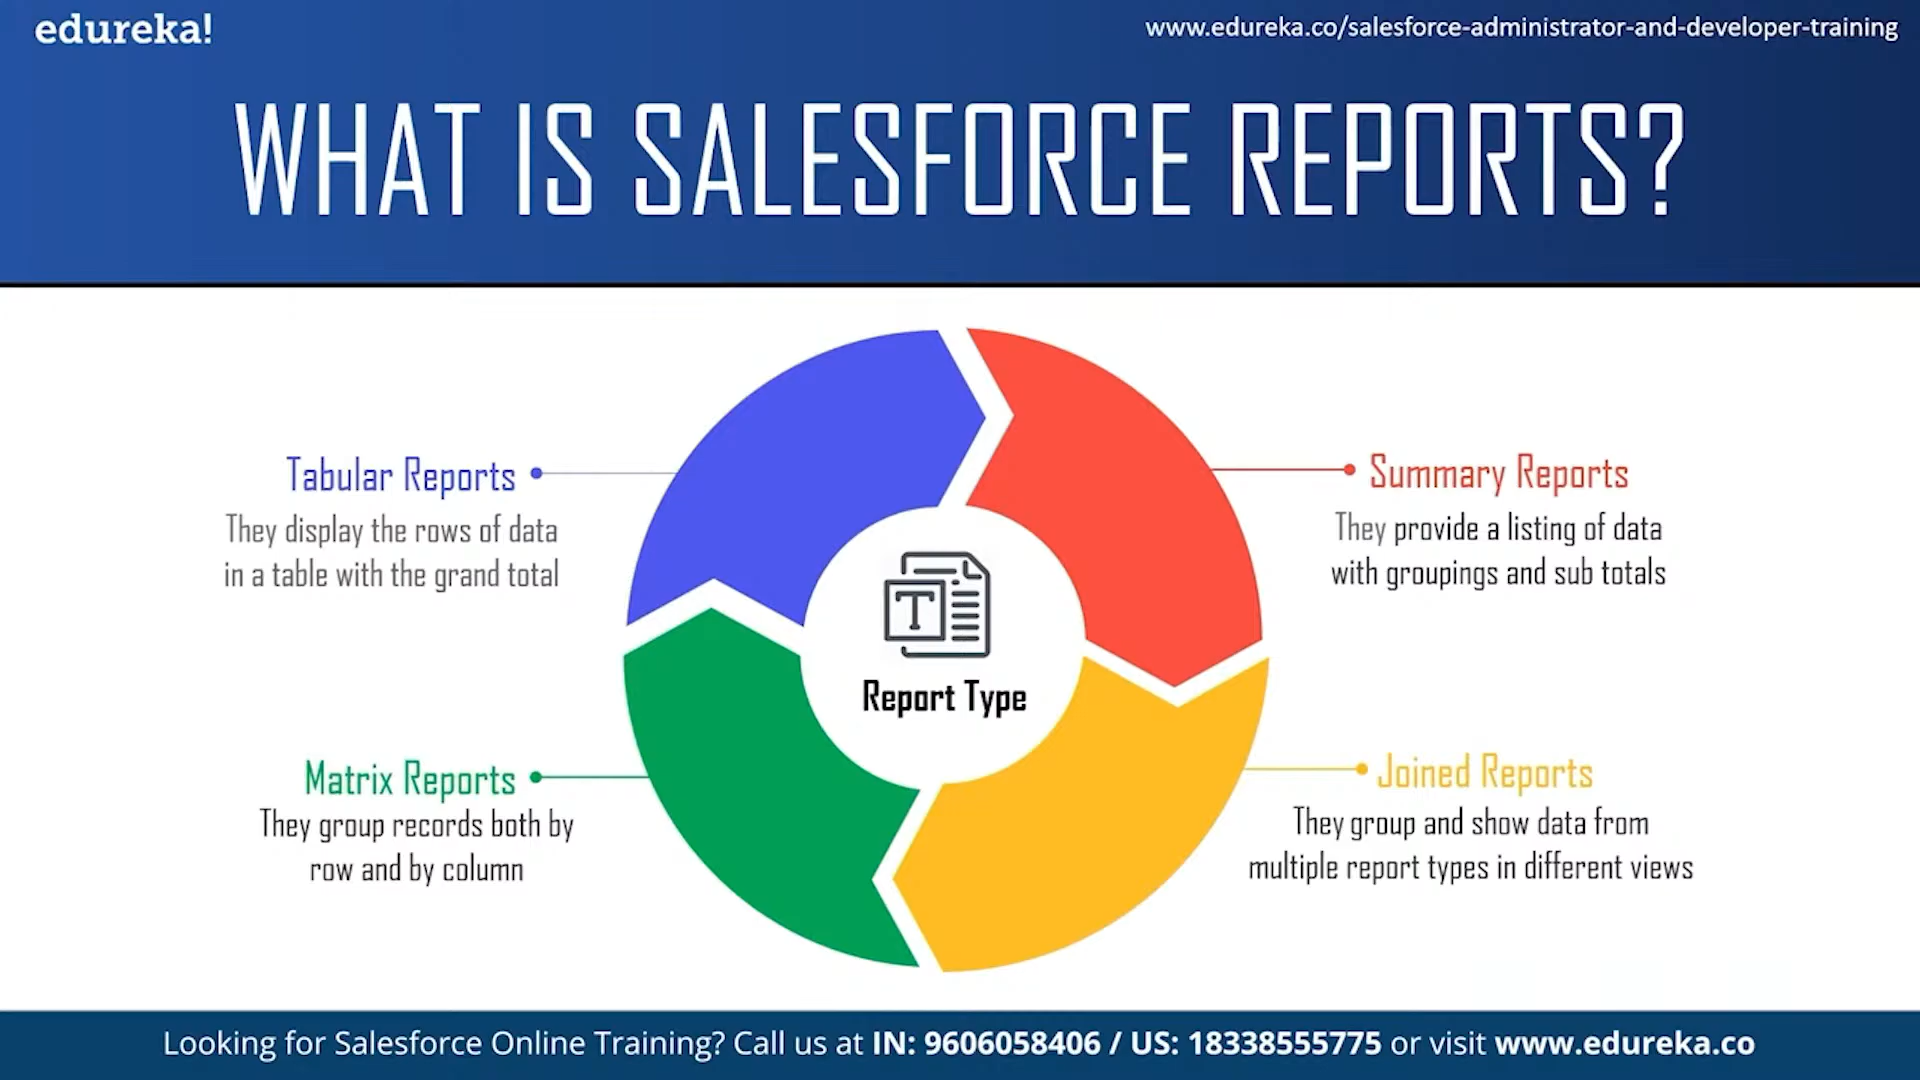 edureka!
www.edureka.co/salesforce-administrator-and-developer-training
WHAT IS SALESFORCE REPORTS?
Tabular Reports
They display the rows of data
in a table with the grand total
Summary Reports
They provide a listing of data
with groupings and sub totals
T
Report Type
Matrix Reports
They group records both by
row and by column
Joined Reports
They group and show data from
multiple report types in different views
Looking for Salesforce Online Training? Call us at IN: 9606058406 / US: 18338555775 or visit www.edureka.co